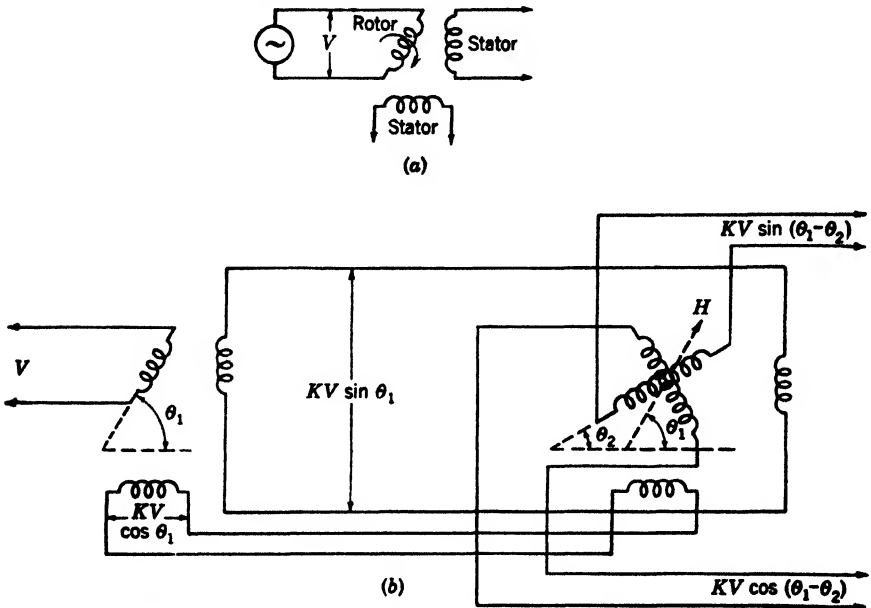 Rotor
V
Stator
Stator
(a)
KV sin (θ₁-θ₂)
H
V
KV sin θ₁
θ₁
θ₂
θ₁
KV
cos θ₁
(b)
KV cos (θ₁-θ₂)